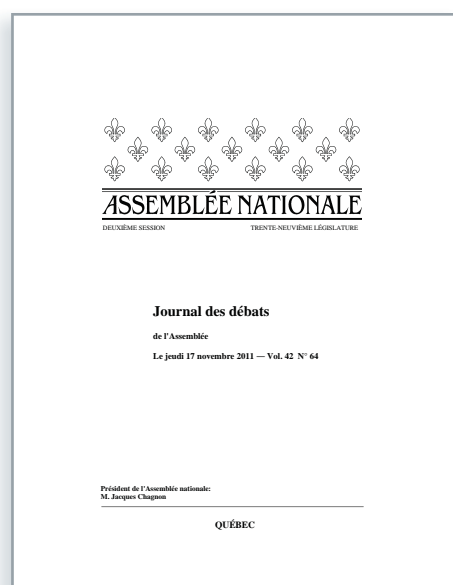 ASSEMBLÉE NATIONALE
DEUXIÈME SESSION TRENTE-NEUVIÈME LÉGISLATURE
Journal des débats
de l'Assemblée
Le jeudi 17 novembre 2011 — Vol. 42 N° 64
Président de l'Assemblée nationale:
M. Jacques Chagnon
QUÉBEC